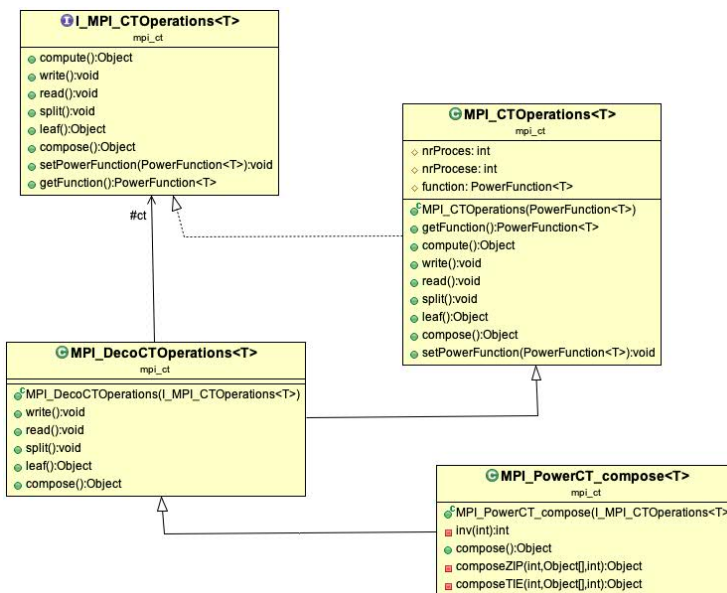 I_MPI_CTOperations<T>
mpi_ct
compute():Object
write():void
read():void
split():void
leaf():Object
compose():Object
setPowerFunction(PowerFunction<T>):void
getFunction():PowerFunction<T>
MPI_CTOperations<T>
mpi_ct
nrProces: int
nrProcese: int
function: PowerFunction<T>
MPI_CTOperations(PowerFunction<T>)
getFunction():PowerFunction<T>
compute():Object
write():void
read():void
split():void
leaf():Object
compose():Object
setPowerFunction(PowerFunction<T>):void
#ct
MPI_DecoCTOperations<T>
mpi_ct
MPI_DecoCTOperations(I_MPI_CTOperations<T>)
write():void
read():void
split():void
leaf():Object
compose():Object
MPI_PowerCT_compose<T>
mpi_ct
MPI_PowerCT_compose(I_MPI_CTOperations<T>
inv(int):int
compose():Object
composeZIP(int,Object[],int):Object
composeTIE(int,Object[],int):Object